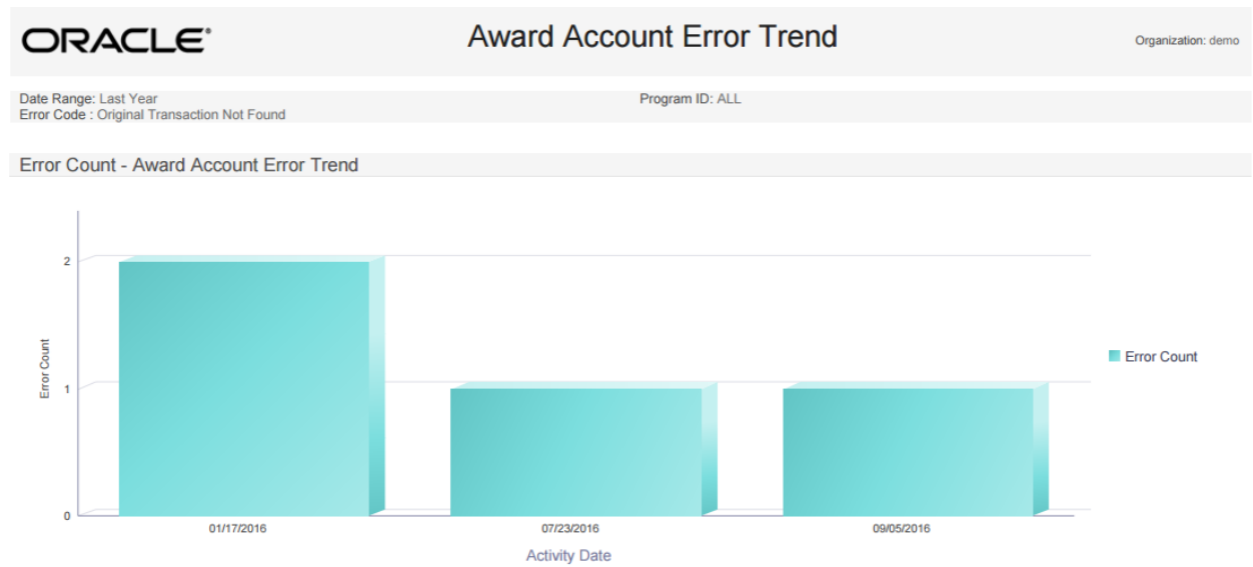 ORACLE®
Award Account Error Trend
Organization: demo
Date Range: Last Year
Program ID: ALL
Error Code : Original Transaction Not Found
Error Count - Award Account Error Trend
2
1
0
Error Count
Error Count
01/17/2016
07/23/2016
09/05/2016
Activity Date